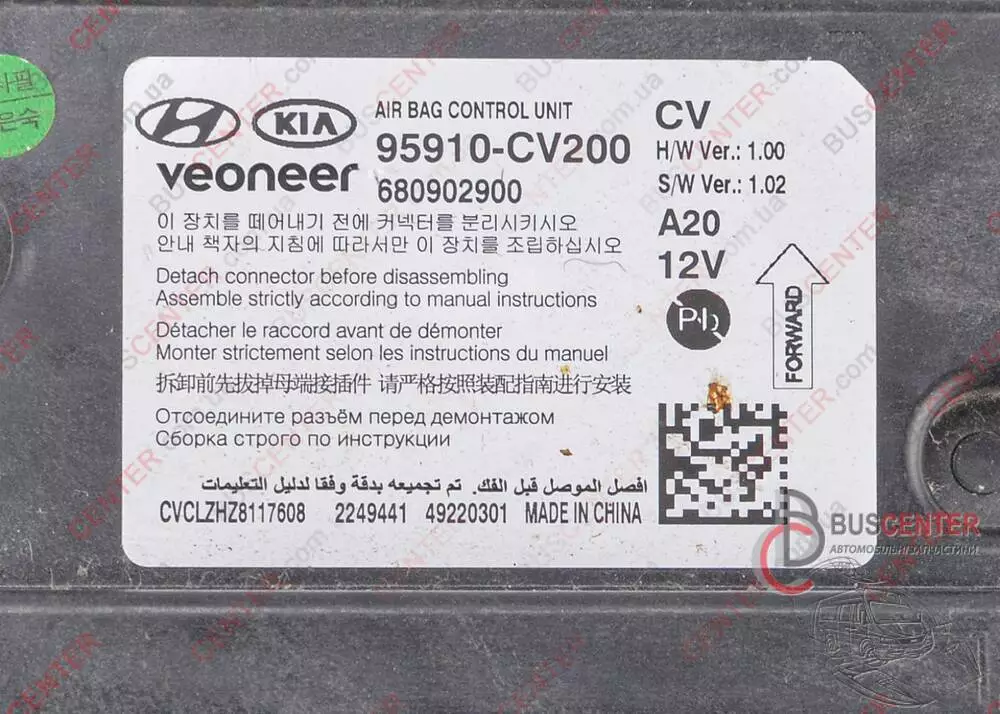 KIA
veoneer
AIR BAG CONTROL UNIT
95910-CV200
680902900
CV
H/W Ver.: 1.00
S/W Ver.: 1.02
A20
12V
Pb
FORWARD
이 장치를 떼어내기 전에 커넥터를 분리시키시오
안내 책자의 지침에 따라서만 이 장치를 조립하십시오
Detach connector before disassembling
Assemble strictly according to manual instructions
Détacher le raccord avant de démonter
Monter strictement selon les instructions du manuel
拆卸前先拔掉母端接插件 请严格按照装配指南进行安装
Отсоедините разъём перед демонтажом
Сборка строго по инструкции
افصل الموصل قبل الفك. تم تجميعه بدقة وفقا لدليل التعليمات
CVCLZHZ8117608 2249441 49220301 MADE IN CHINA
BUSCENTER
АВТОМОБІЛЬНІ ЗАПЧАСТИНИ
BUSCENTER
.com.ua